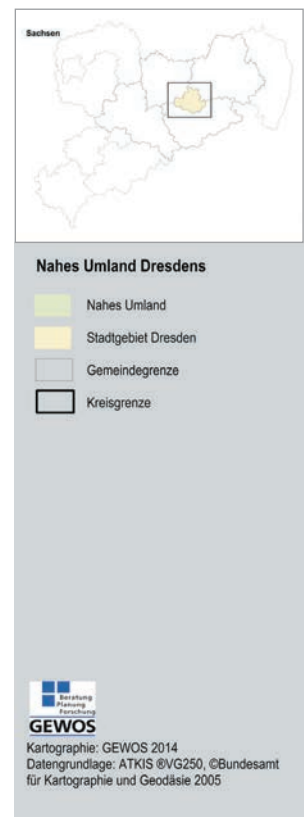 Sachsen
Nahes Umland Dresdens
Nahes Umland
Stadtgebiet Dresden
Gemeindegrenze
Kreisgrenze
Beratung
Planung
Forschung
GEWOS
Kartographie: GEWOS 2014
Datengrundlage: ATKIS ®VG250, ©Bundesamt
für Kartographie und Geodäsie 2005